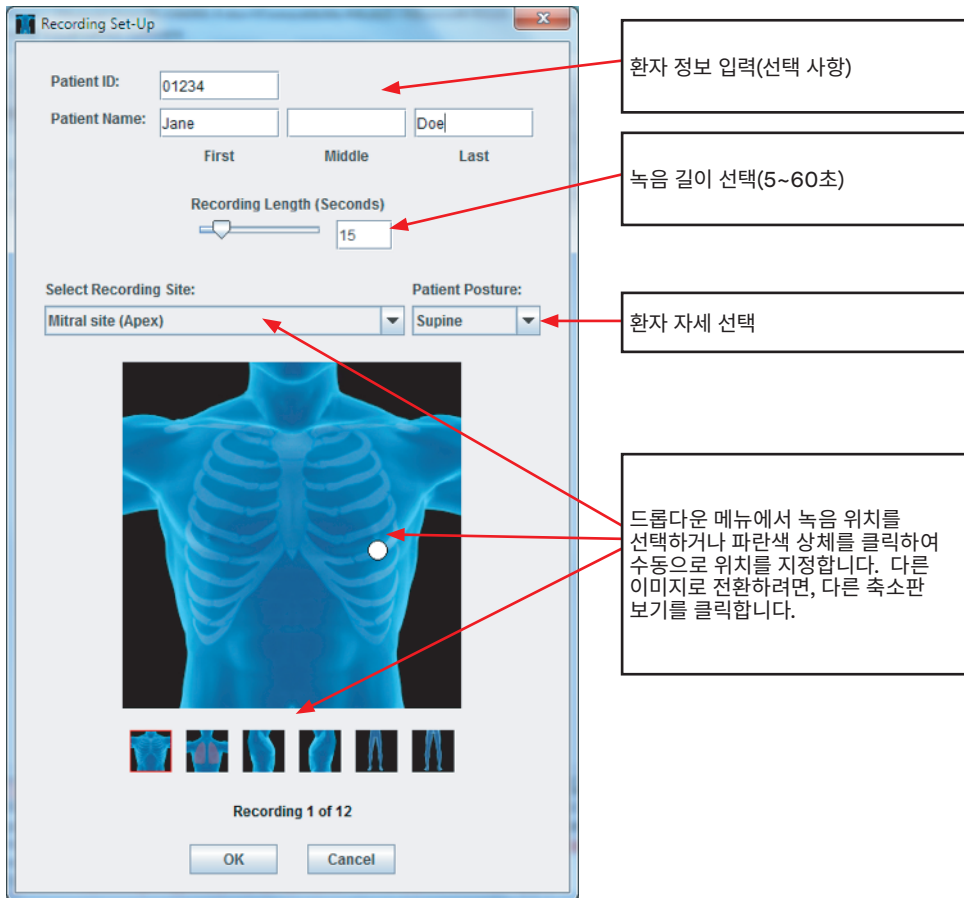 Recording Set-Up
환자 정보 입력(선택 사항)
Patient ID: 01234
Patient Name: Jane Doe
First Middle Last
녹음 길이 선택(5~60초)
Recording Length (Seconds)
15
Select Recording Site: Patient Posture:
Mitral site (Apex) Supine
환자 자세 선택
드롭다운 메뉴에서 녹음 위치를
선택하거나 파란색 상체를 클릭하여
수동으로 위치를 지정합니다. 다른
이미지로 전환하려면, 다른 축소판
보기를 클릭합니다.
Recording 1 of 12
OK Cancel